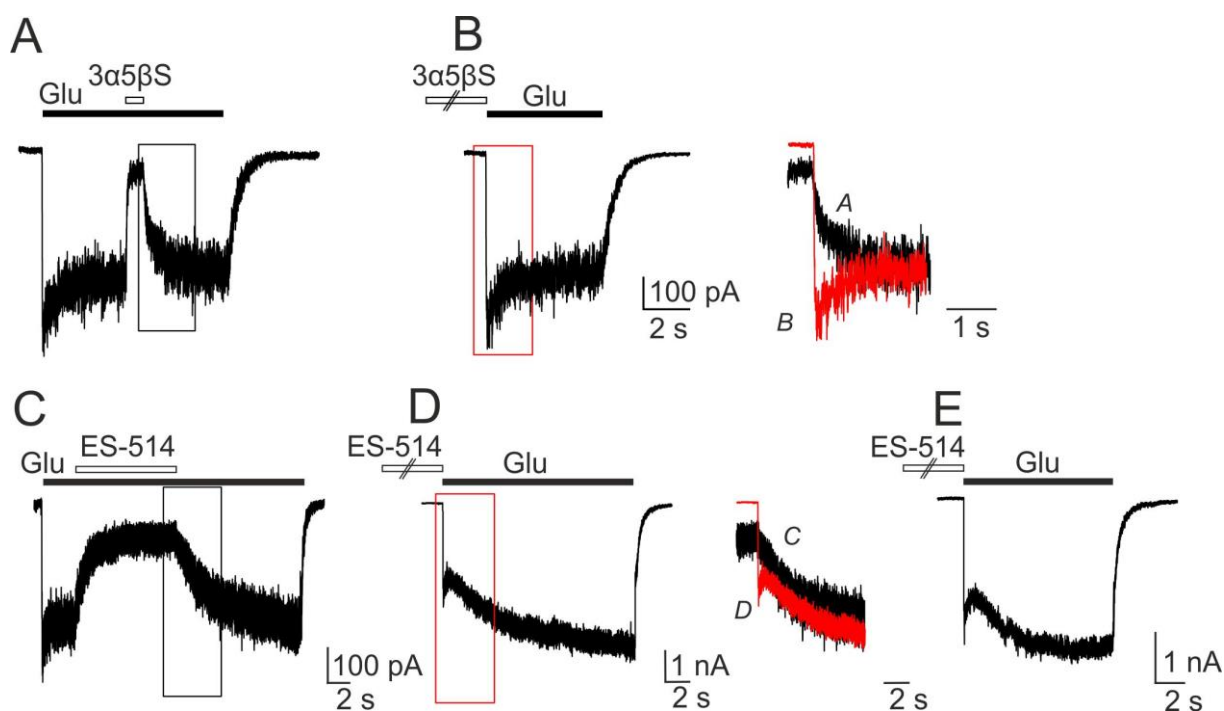 A
B
3α5βS
3α5βS
Glu
Glu
A
B
100 pA
2 s
1 s
C
D
E
ES-514
ES-514
ES-514
Glu
Glu
Glu
C
D
100 pA
2 s
1 nA
2 s
2 s
1 nA
2 s